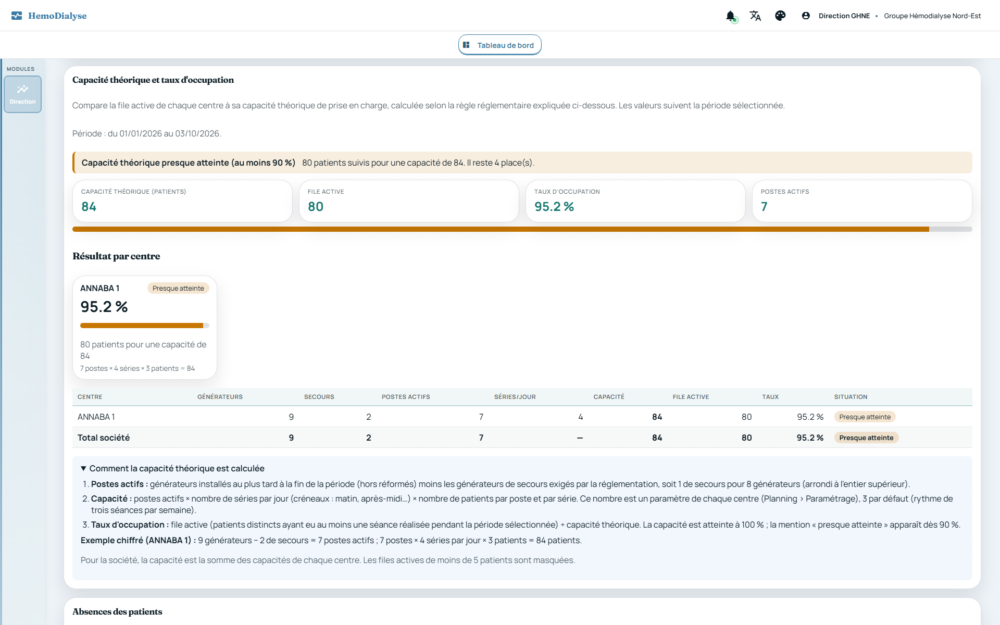 HemoDialyse
Direction GHNE • Groupe Hémodialyse Nord-Est
Tableau de bord
MODULES
Direction
Capacité théorique et taux d'occupation
Compare la file active de chaque centre à sa capacité théorique de prise en charge, calculée selon la règle réglementaire expliquée ci-dessous. Les valeurs suivent la période sélectionnée.
Période : du 01/01/2026 au 03/10/2026.
Capacité théorique presque atteinte (au moins 90 %) 80 patients suivis pour une capacité de 84. Il reste 4 place(s).
CAPACITÉ THÉORIQUE (PATIENTS)
84
FILE ACTIVE
80
TAUX D'OCCUPATION
95.2 %
POSTES ACTIFS
7
Résultat par centre
ANNABA 1 Presque atteinte
95.2 %
80 patients pour une capacité de
84
7 postes × 4 séries × 3 patients = 84
CENTRE GÉNÉRATEURS SECOURS POSTES ACTIFS SÉRIES/JOUR CAPACITÉ FILE ACTIVE TAUX SITUATION
ANNABA 1 9 2 7 4 84 80 95.2 % Presque atteinte
Total société 9 2 7 — 84 80 95.2 % Presque atteinte
▼ Comment la capacité théorique est calculée
1. Postes actifs : générateurs installés au plus tard à la fin de la période (hors réformés) moins les générateurs de secours exigés par la réglementation, soit 1 de secours pour 8 générateurs (arrondi à l'entier supérieur).
2. Capacité : postes actifs × nombre de séries par jour (créneaux : matin, après-midi…) × nombre de patients par poste et par série. Ce nombre est un paramètre de chaque centre (Planning › Paramétrage), 3 par défaut (rythme de
trois séances par semaine).
3. Taux d'occupation : file active (patients distincts ayant eu au moins une séance réalisée pendant la période sélectionnée) ÷ capacité théorique. La capacité est atteinte à 100 % ; la mention « presque atteinte » apparaît dès 90 %.
Exemple chiffré (ANNABA 1) : 9 générateurs − 2 de secours = 7 postes actifs ; 7 postes × 4 séries par jour × 3 patients = 84 patients.
Pour la société, la capacité est la somme des capacités de chaque centre. Les files actives de moins de 5 patients sont masquées.
Absences des patients